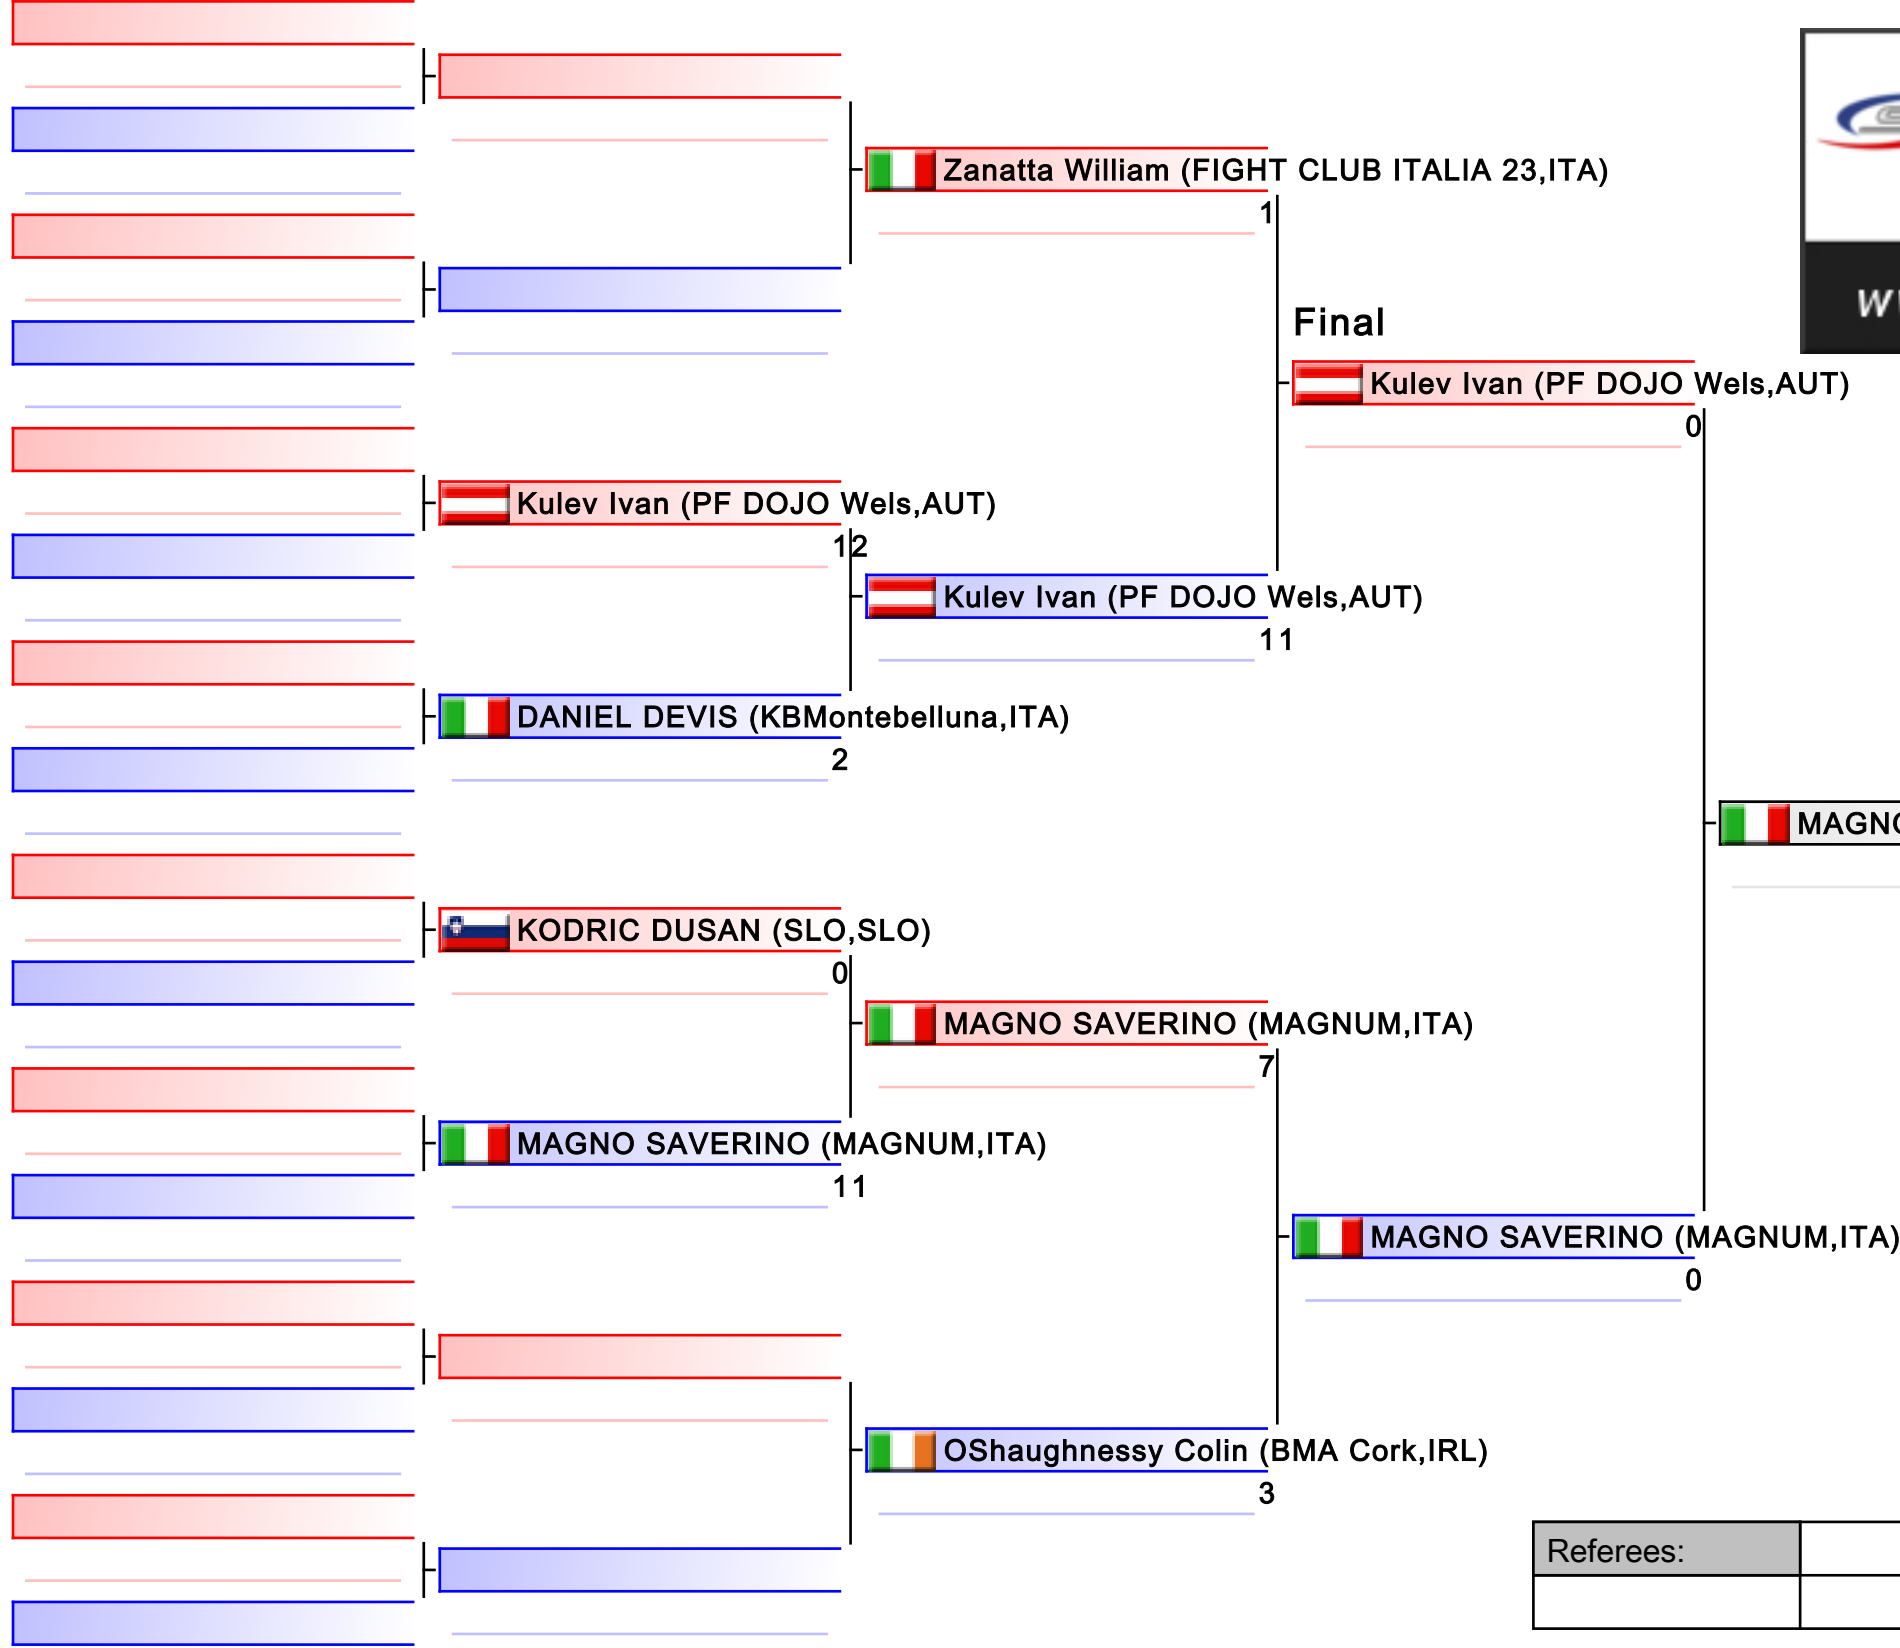 Zanatta William (FIGHT CLUB ITALIA 23,ITA)
1
Final
Kulev Ivan (PF DOJO Wels,AUT)
0
Kulev Ivan (PF DOJO Wels,AUT)
12
Kulev Ivan (PF DOJO Wels,AUT)
11
DANIEL DEVIS (KBMontebelluna,ITA)
2
MAGNO
KODRIC DUSAN (SLO,SLO)
0
MAGNO SAVERINO (MAGNUM,ITA)
7
MAGNO SAVERINO (MAGNUM,ITA)
11
MAGNO SAVERINO (MAGNUM,ITA)
0
OShaughnessy Colin (BMA Cork,IRL)
3
Referees: